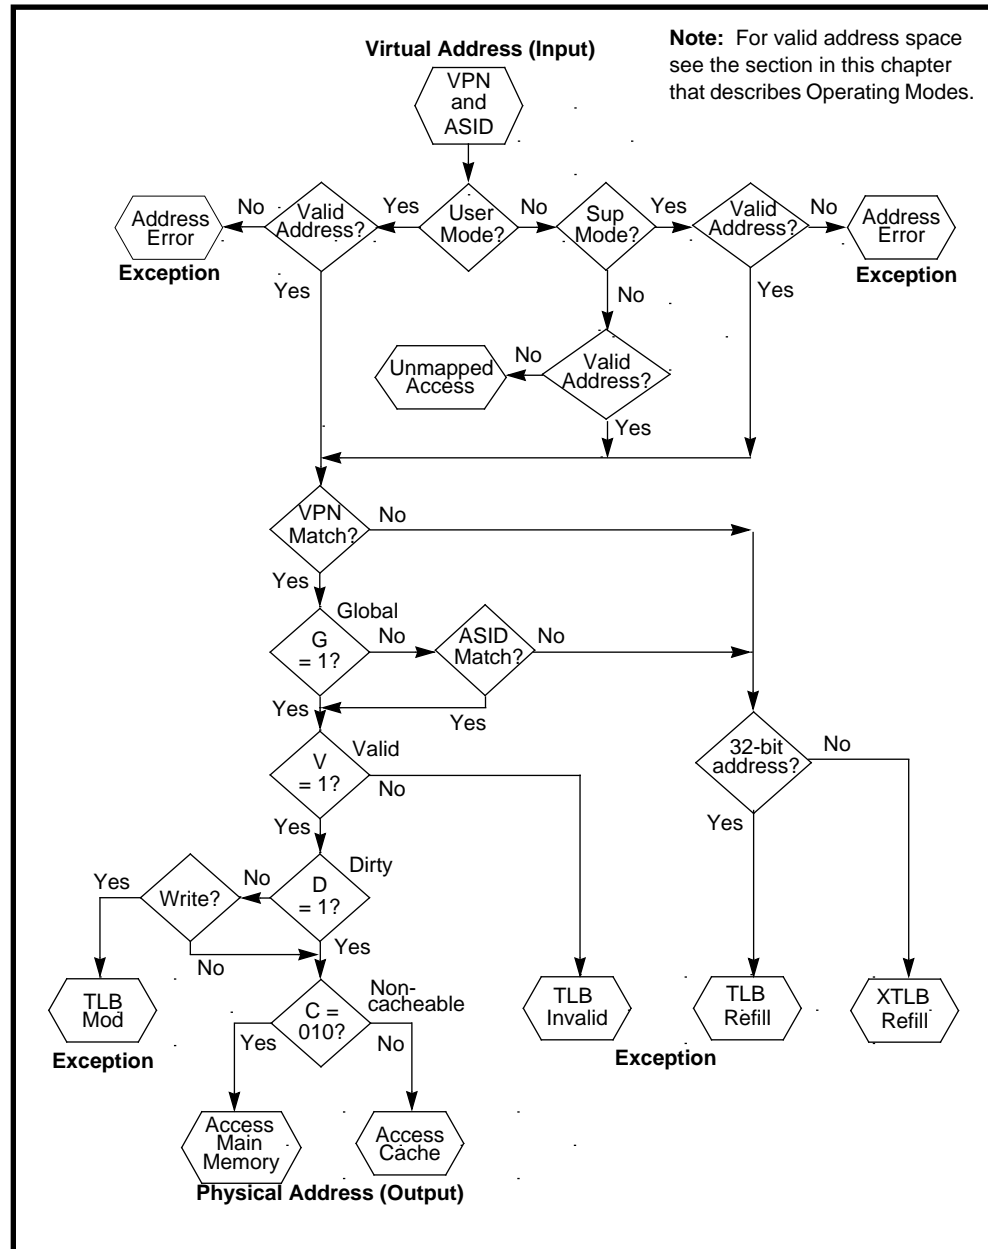 Virtual Address (Input)
Note: For valid address space
see the section in this chapter
that describes Operating Modes.
VPN
and
ASID
Address
Error
Exception
No
Valid
Address?
Yes
User
Mode?
No
Sup
Mode?
Yes
Valid
Address?
No
Address
Error
Exception
Yes
No
Yes
Unmapped
Access
No
Valid
Address?
Yes
VPN
Match?
No
Yes
Global
G
= 1?
No
ASID
Match?
No
Yes
Yes
Valid
V
= 1?
No
32-bit
address?
No
Yes
Yes
Dirty
D
= 1?
No
Write?
Yes
No
Yes
TLB
Mod
Exception
Non-
cacheable
C =
010?
Yes
No
TLB
Invalid
TLB
Refill
XTLB
Refill
Exception
Access
Main
Memory
Access
Cache
Physical Address (Output)